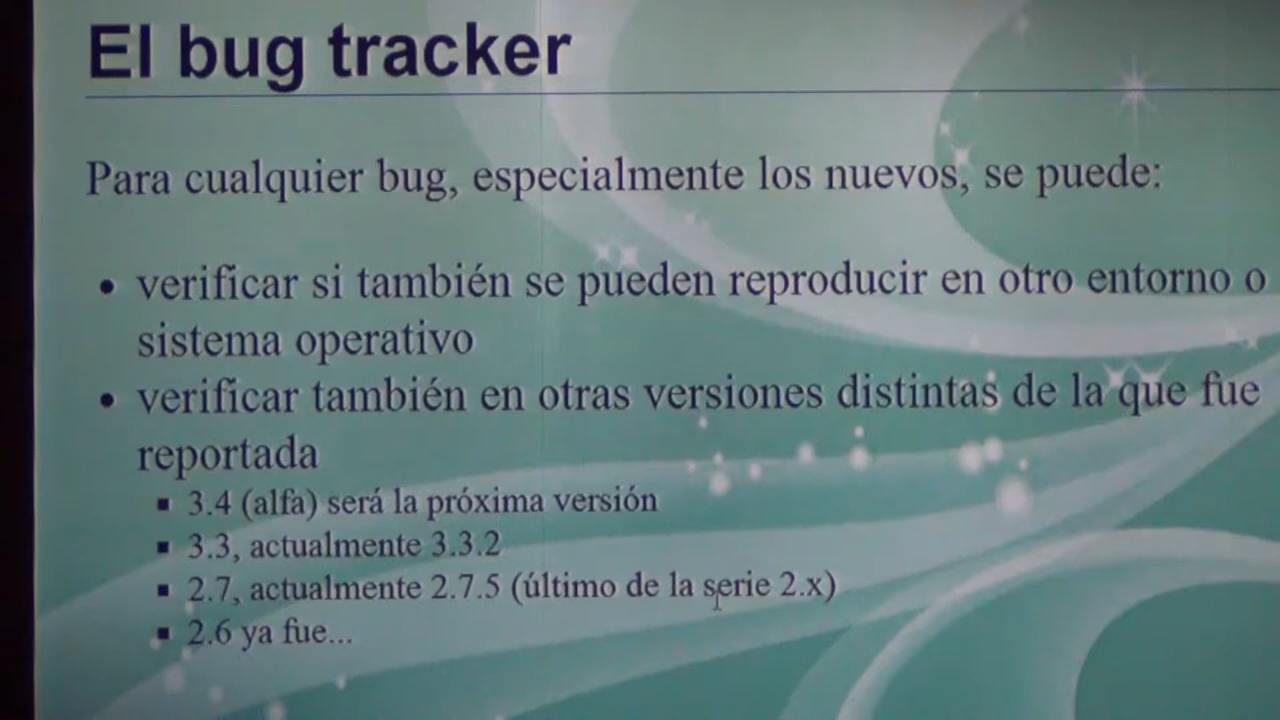 El bug tracker
Para cualquier bug, especialmente los nuevos, se puede:
• verificar si también se pueden reproducir en otro entorno o
sistema operativo
• verificar también en otras versiones distintas de la que fue
reportada
▪ 3.4 (alfa) será la próxima versión
▪ 3.3, actualmente 3.3.2
▪ 2.7, actualmente 2.7.5 (último de la serie 2.x)
▪ 2.6 ya fue...